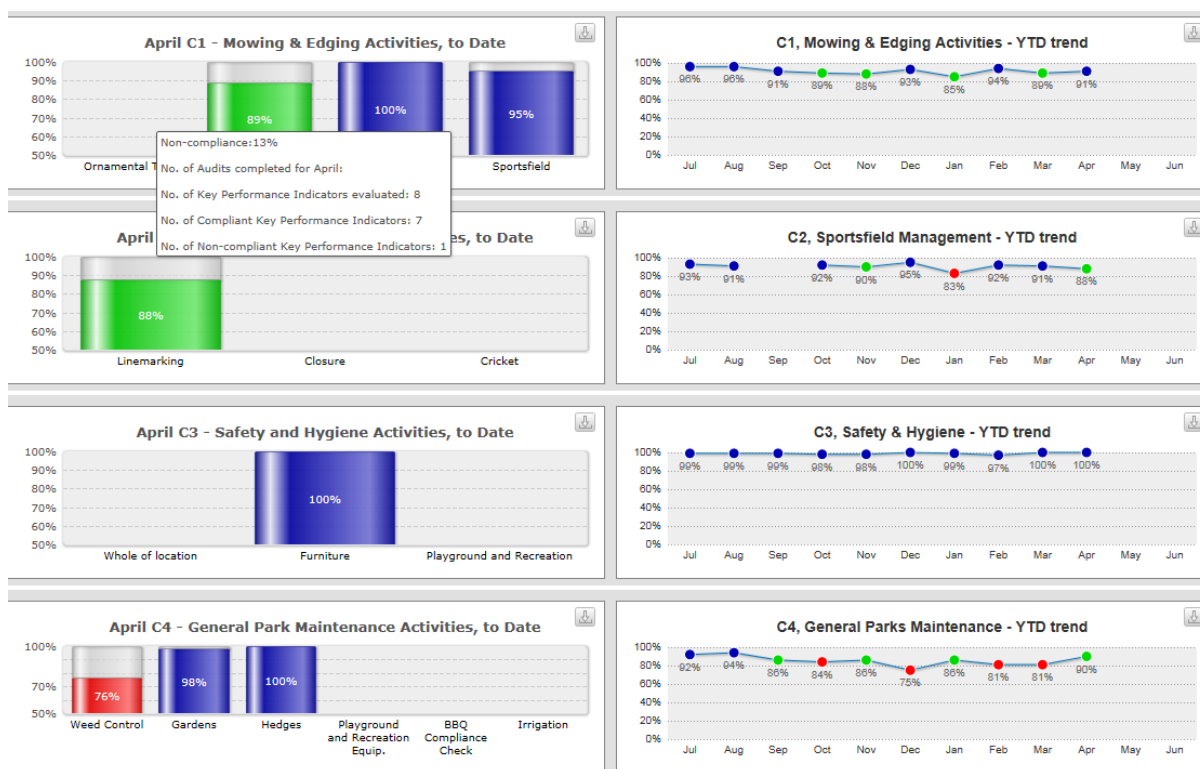 April C1 - Mowing & Edging Activities, to Date
100%
90%
80%
70%
60%
50%
89%
100%
95%
Ornamental T
Sportsfield
Non-compliance:13%
No. of Audits completed for April:
No. of Key Performance Indicators evaluated: 8
No. of Compliant Key Performance Indicators: 7
No. of Non-compliant Key Performance Indicators: 1
C1, Mowing & Edging Activities - YTD trend
100%
80%
60%
40%
20%
0%
96% 96% 91% 89% 88% 93% 85% 94% 89% 91%
Jul Aug Sep Oct Nov Dec Jan Feb Mar Apr May Jun
April
es, to Date
100%
90%
80%
70%
60%
50%
88%
Linemarking Closure Cricket
C2, Sportsfield Management - YTD trend
100%
80%
60%
40%
20%
0%
93% 91% 92% 90% 95% 83% 92% 91% 88%
Jul Aug Sep Oct Nov Dec Jan Feb Mar Apr May Jun
April C3 - Safety and Hygiene Activities, to Date
100%
90%
80%
70%
60%
50%
100%
Whole of location Furniture Playground and Recreation
C3, Safety & Hygiene - YTD trend
100%
80%
60%
40%
20%
0%
99% 99% 99% 98% 98% 100% 99% 97% 100% 100%
Jul Aug Sep Oct Nov Dec Jan Feb Mar Apr May Jun
April C4 - General Park Maintenance Activities, to Date
100%
70%
50%
76%
98%
100%
Weed Control Gardens Hedges Playground and Recreation Equip. BBQ Compliance Check Irrigation
C4, General Parks Maintenance - YTD trend
100%
80%
60%
40%
20%
0%
92% 94% 86% 84% 86% 75% 86% 81% 81% 90%
Jul Aug Sep Oct Nov Dec Jan Feb Mar Apr May Jun